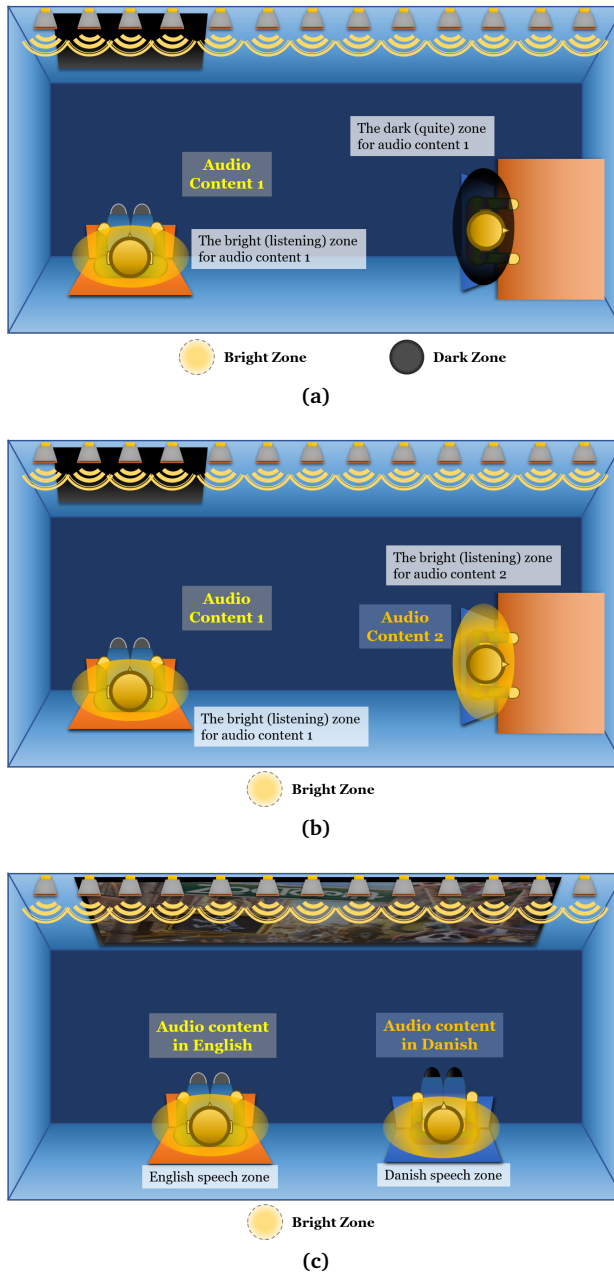 The dark (quite) zone
for audio content 1
Audio
Content 1
The bright (listening) zone
for audio content 1
Bright Zone
Dark Zone
(a)
The bright (listening) zone
for audio content 2
Audio
Content 1
Audio
Content 2
The bright (listening) zone
for audio content 1
Bright Zone
(b)
Audio content
in English
Audio content
in Danish
English speech zone
Danish speech zone
Bright Zone
(c)